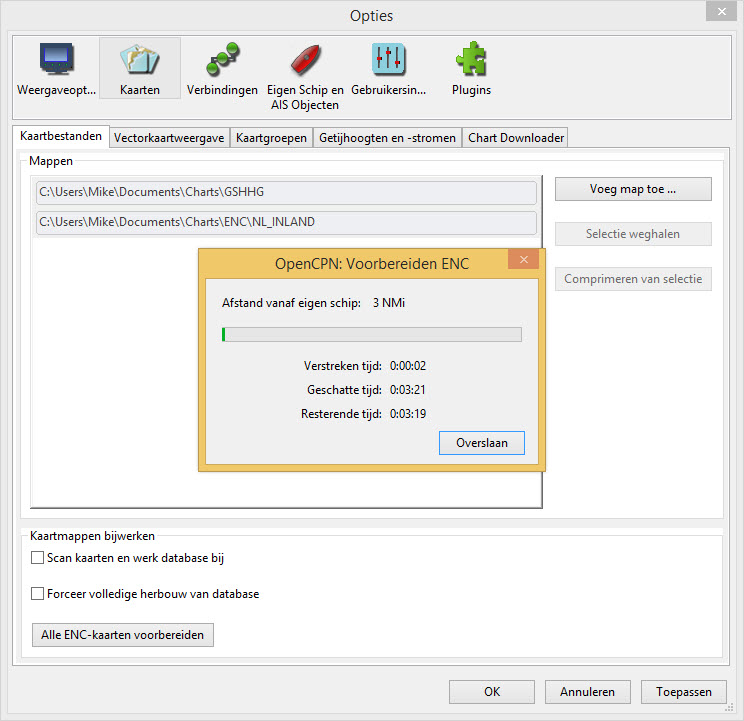 Opties
Weergaveopt...
Kaarten
Verbindingen
Eigen Schip en
AIS Objecten
Gebruikersin...
Plugins
Kaartbestanden
Vectorkaartweergave
Kaartgroepen
Getijhoogten en -stromen
Chart Downloader
Mappen
C:\Users\Mike\Documents\Charts\GSHHG
C:\Users\Mike\Documents\Charts\ENC\NL_INLAND
Voeg map toe ...
Selectie weghalen
Comprimeren van selectie
OpenCPN: Voorbereiden ENC
Afstand vanaf eigen schip: 3 NMi
Verstreken tijd: 0:00:02
Geschatte tijd: 0:03:21
Resterende tijd: 0:03:19
Overslaan
Kaartmappen bijwerken
Scan kaarten en werk database bij
Forceer volledige herbouw van database
Alle ENC-kaarten voorbereiden
OK
Annuleren
Toepassen